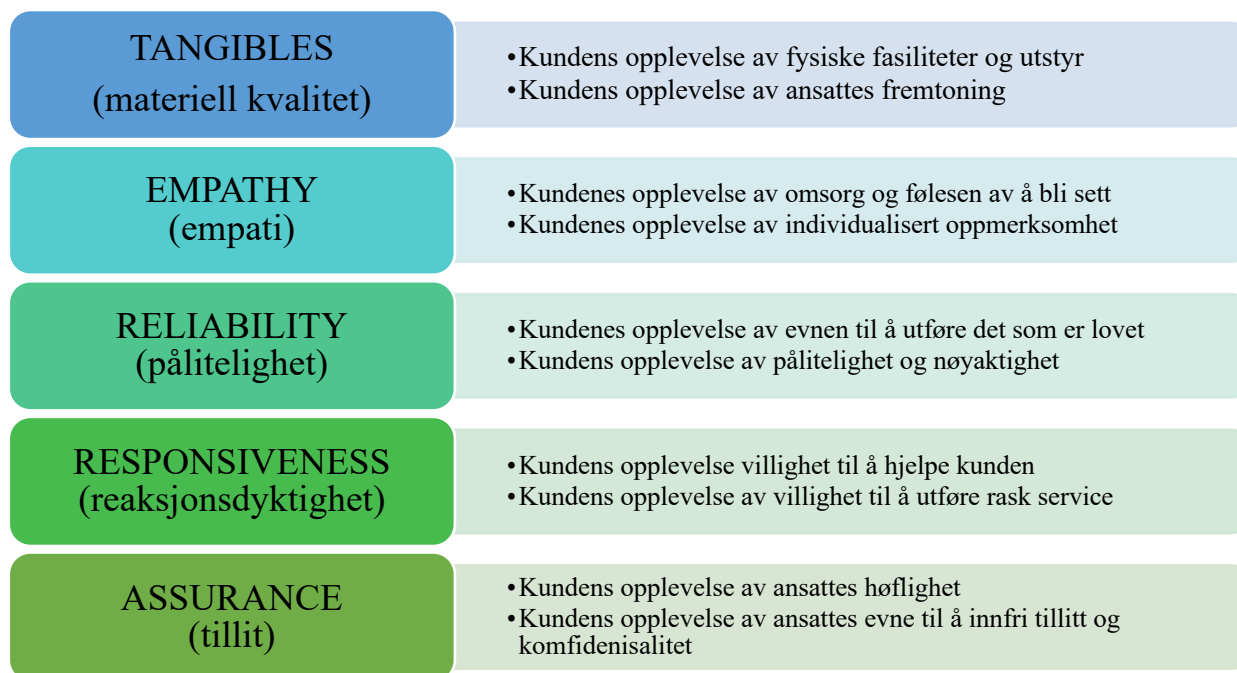 TANGIBLES
(materiell kvalitet)
•Kundens opplevelse av fysiske fasiliteter og utstyr
•Kundens opplevelse av ansattes fremtoning
EMPATHY
(empati)
•Kundenes opplevelse av omsorg og følesen av å bli sett
•Kundenes opplevelse av individualisert oppmerksomhet
RELIABILITY
(pålitelighet)
•Kundenes opplevelse av evnen til å utføre det som er lovet
•Kundens opplevelse av pålitelighet og nøyaktighet
RESPONSIVENESS
(reaksjonsdyktighet)
•Kundens opplevelse villighet til å hjelpe kunden
•Kundens opplevelse av villighet til å utføre rask service
ASSURANCE
(tillit)
•Kundens opplevelse av ansattes høflighet
•Kundens opplevelse av ansattes evne til å innfri tillitt og
komfidenisalitet